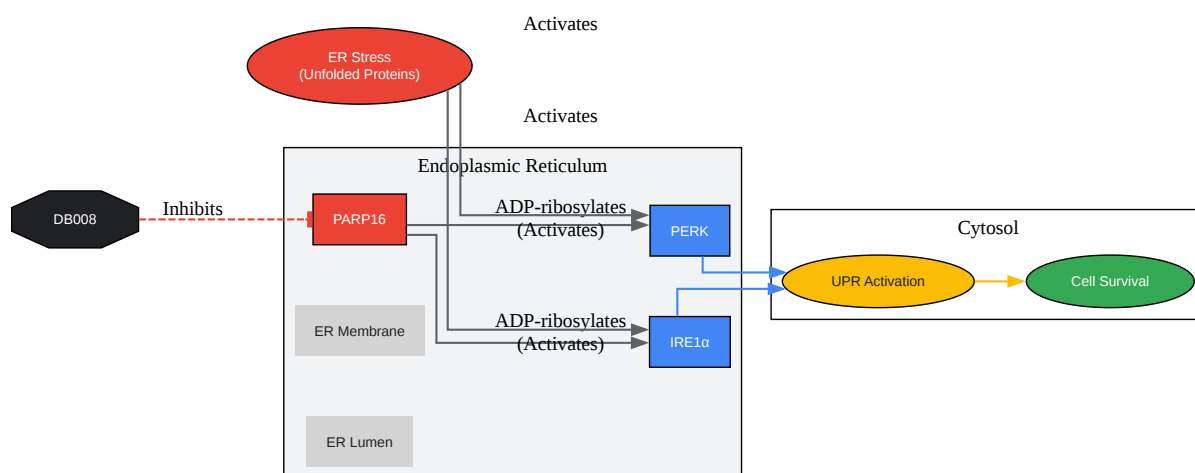 Activates
ER Stress
(Unfolded Proteins)
Activates
Endoplasmic Reticulum
DB008
Inhibits
PARP16
ADP-ribosylates
(Activates)
PERK
Cytosol
UPR Activation
Cell Survival
ER Membrane
ADP-ribosylates
(Activates)
IRE1α
ER Lumen